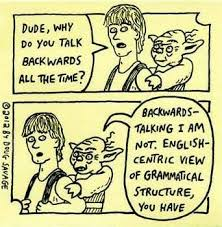 DUDE, WHY
DO YOU TALK
BACKWARDS
ALL THE TIME?
BACKWARDS-
TALKING I AM
NOT. ENGLISH-
CENTRIC VIEW
OF GRAMMATICAL
STRUCTURE,
YOU HAVE
© 2012 BY DOUG SAVAGE